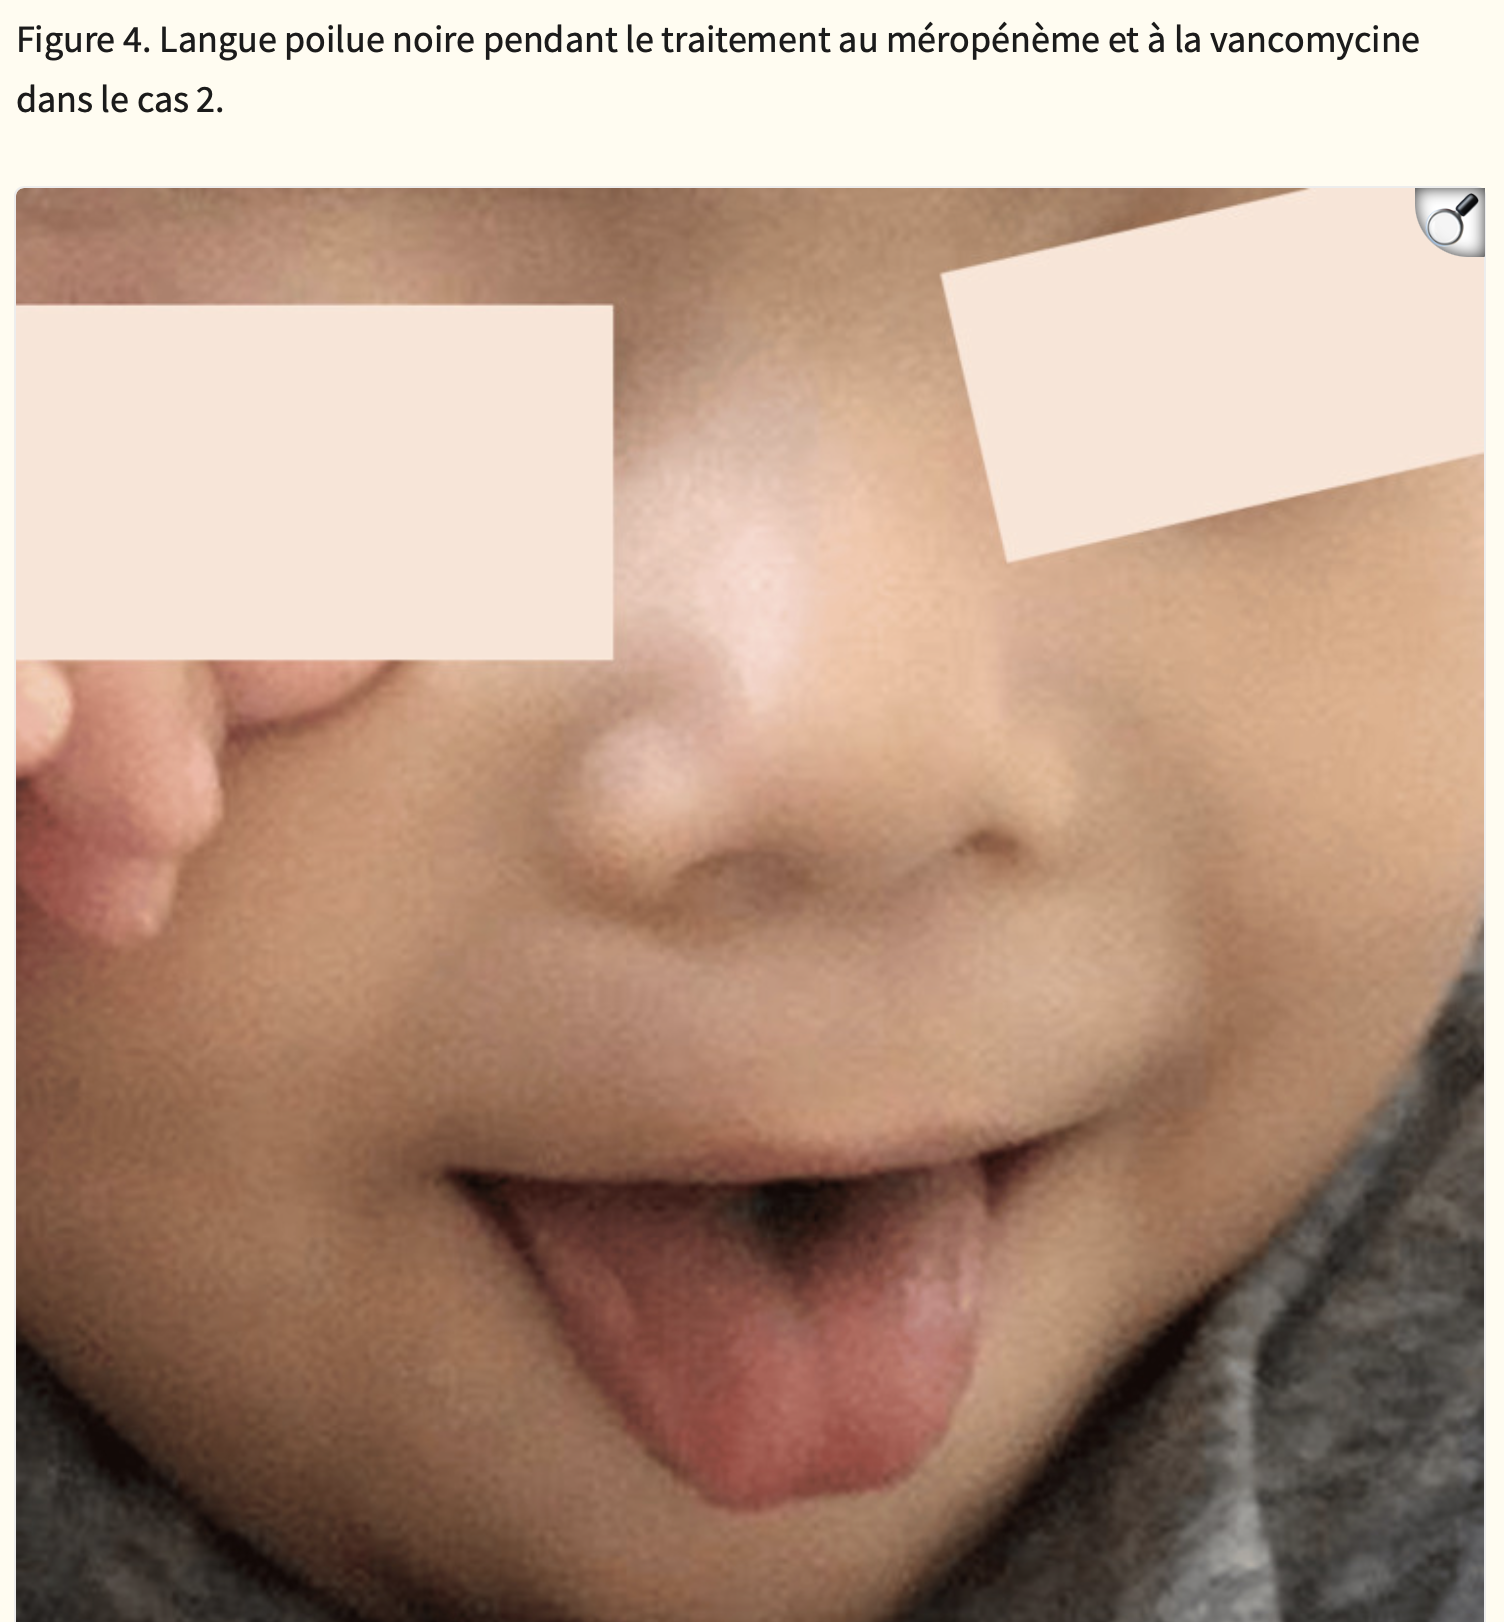 Figure 4. Langue poilue noire pendant le traitement au méropénème et à la vancomycine
dans le cas 2.